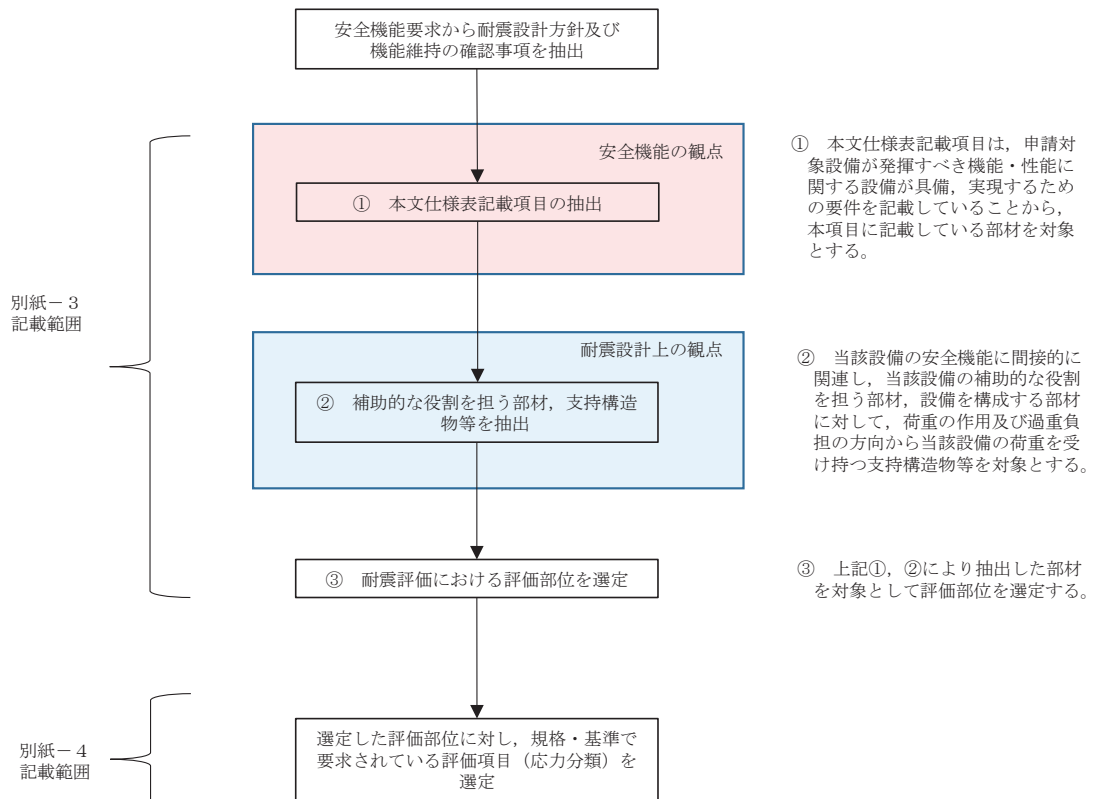 安全機能要求から耐震設計方針及び
機能維持の確認事項を抽出
安全機能の観点
① 本文仕様表記載項目の抽出
① 本文仕様表記載項目は，申請対
象設備が発揮すべき機能・性能に
関する設備が具備，実現するため
の要件を記載していることから，
本項目に記載している部材を対象
とする。
別紙－３
記載範囲
耐震設計上の観点
② 補助的な役割を担う部材，支持構造
物等を抽出
② 当該設備の安全機能に間接的に
関連し，当該設備の補助的な役割
を担う部材，設備を構成する部材
に対して，荷重の作用及び過重負
担の方向から当該設備の荷重を受
け持つ支持構造物等を対象とする。
③ 耐震評価における評価部位を選定
③ 上記①，②により抽出した部材
を対象として評価部位を選定する。
別紙－４
記載範囲
選定した評価部位に対し，規格・基準で
要求されている評価項目（応力分類）を
選定